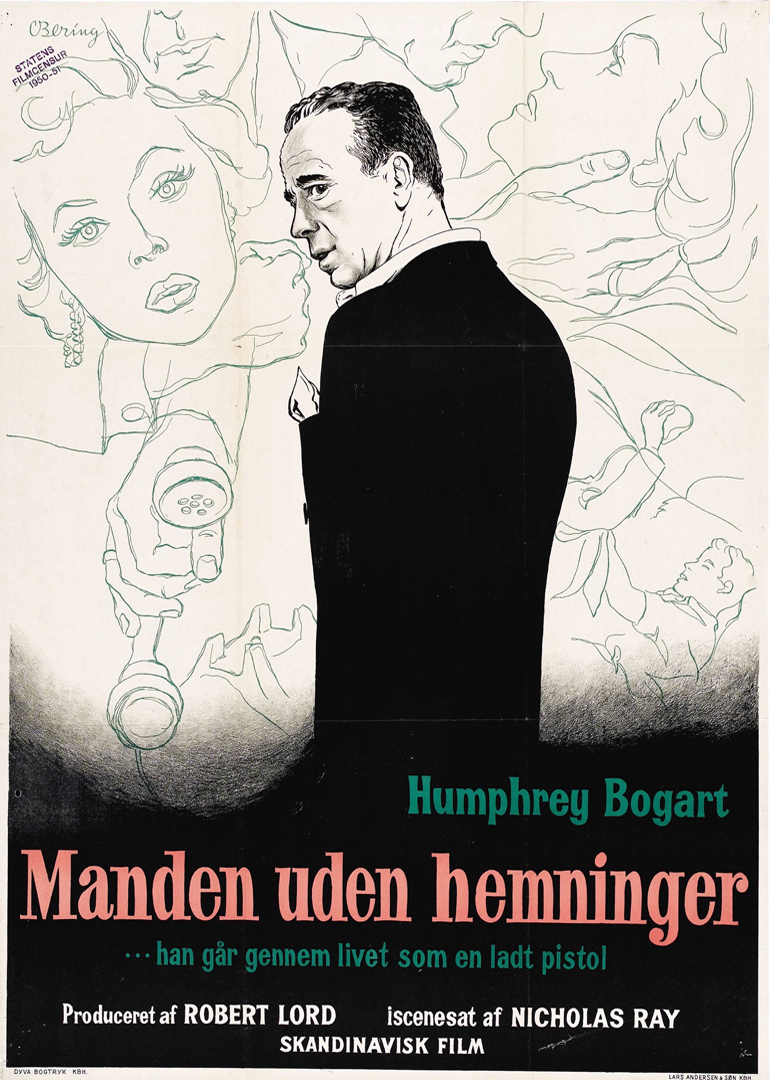 Bering
STATENS
FILMCENSUR
1950-51
Humphrey Bogart
Manden uden hemninger
...han går gennem livet som en ladt pistol
Produceret af ROBERT LORD iscenesat af NICHOLAS RAY
SKANDINAVISK FILM
DYVA BOGTRYK KBH.
LARS ANDERSEN & SØN KBH.